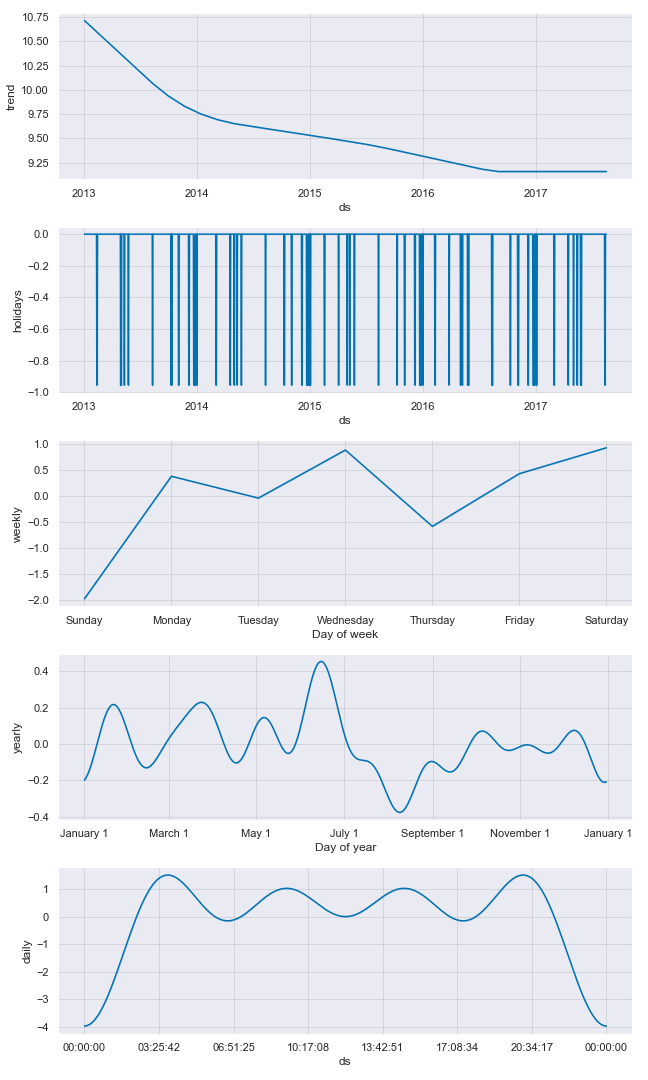 trend
10.75
10.50
10.25
10.00
9.75
9.50
9.25
2013 2014 2015 2016 2017
ds
holidays
0.0
−0.2
−0.4
−0.6
−0.8
−1.0
2013 2014 2015 2016 2017
ds
weekly
1.0
0.5
0.0
−0.5
−1.0
−1.5
−2.0
Sunday Monday Tuesday Wednesday Thursday Friday Saturday
Day of week
yearly
0.4
0.2
0.0
−0.2
−0.4
January 1 March 1 May 1 July 1 September 1 November 1 January 1
Day of year
daily
1
0
−1
−2
−3
−4
00:00:00 03:25:42 06:51:25 10:17:08 13:42:51 17:08:34 20:34:17 00:00:00
ds